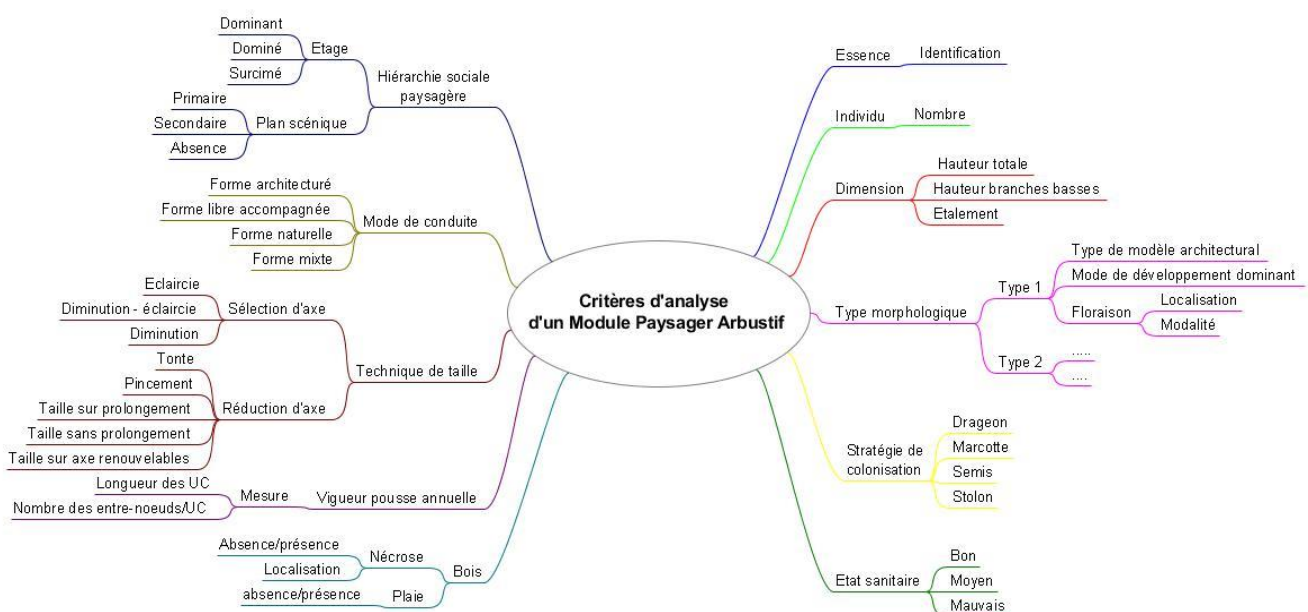 Critères d'analyse
d'un Module Paysager Arbustif
Hiérarchie sociale
paysagère
Etage
Dominant
Dominé
Surcimé
Plan scénique
Primaire
Secondaire
Absence
Mode de conduite
Forme architecturé
Forme libre accompagnée
Forme naturelle
Forme mixte
Technique de taille
Sélection d'axe
Eclaircie
Diminution - éclaircie
Diminution
Réduction d'axe
Tonte
Pincement
Taille sur prolongement
Taille sans prolongement
Taille sur axe renouvelables
Vigueur pousse annuelle
Mesure
Longueur des UC
Nombre des entre-noeuds/UC
Bois
Nécrose
Absence/présence
Localisation
Plaie
absence/présence
Essence
Identification
Individu
Nombre
Dimension
Hauteur totale
Hauteur branches basses
Etalement
Type morphologique
Type 1
Type de modèle architectural
Mode de développement dominant
Floraison
Localisation
Modalité
Type 2
.....
....
Stratégie de
colonisation
Drageon
Marcotte
Semis
Stolon
Etat sanitaire
Bon
Moyen
Mauvais